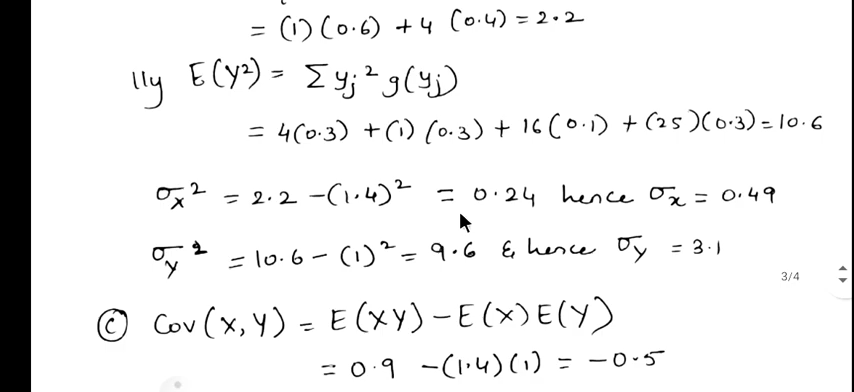 = (1)(0.6) + 4 (0.4) = 2.2
lly E(Y²) = Σ yj² g(yj)
= 4(0.3) + (1)(0.3) + 16(0.1) + (25)(0.3) = 10.6
σx² = 2.2 - (1.4)² = 0.24 hence σx = 0.49
σy² = 10.6 - (1)² = 9.6 & hence σy = 3.1
3/4
© Cov(X,Y) = E(XY) - E(X)E(Y)
= 0.9 - (1.4)(1) = -0.5